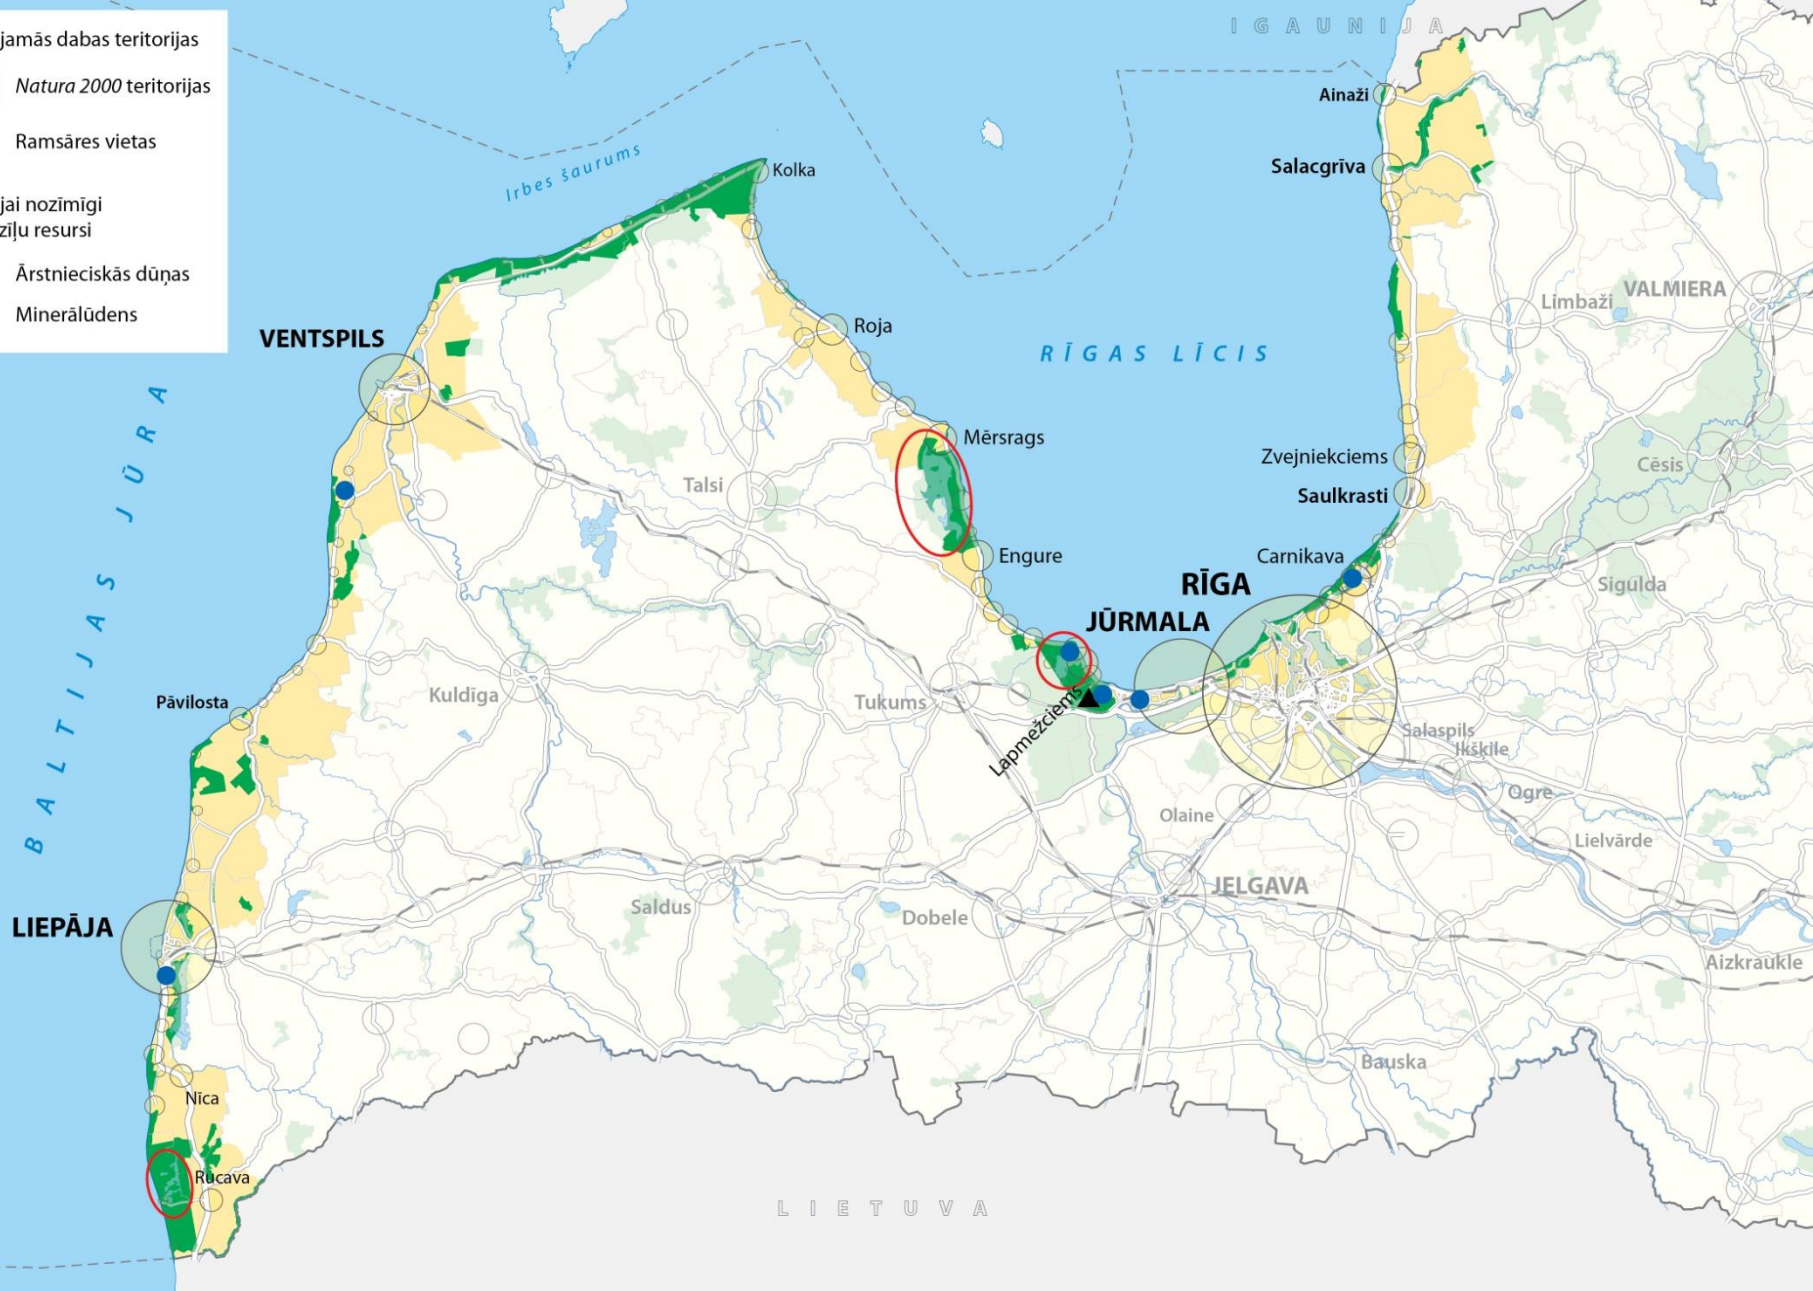 jamās dabas teritorijas
Natura 2000 teritorijas
Ramsāres vietas
jai nozīmīgi
zīļu resursi
Ārstnieciskās dūņas
Minerālūdens
IGAUNIJA
Ainaži
Salacgrīva
Irbes šaurums
Kolka
VENTSPILS
Roja
RĪGAS LĪCIS
Limbaži
VALMIERA
BALTIJAS JŪRA
Mērsrags
Zvejniekciems
Cēsis
Talsi
Saulkrasti
Engure
Carnikava
RĪGA
Sigulda
JŪRMALA
Pāvilosta
Kuldīga
Tukums
Lapmežciems
Salaspils
Ikšķile
Ogre
Olaine
Lielvārde
JELGAVA
Saldus
Dobele
LIEPĀJA
Aizkraukle
Bauska
Nīca
Rucava
LIETUVA